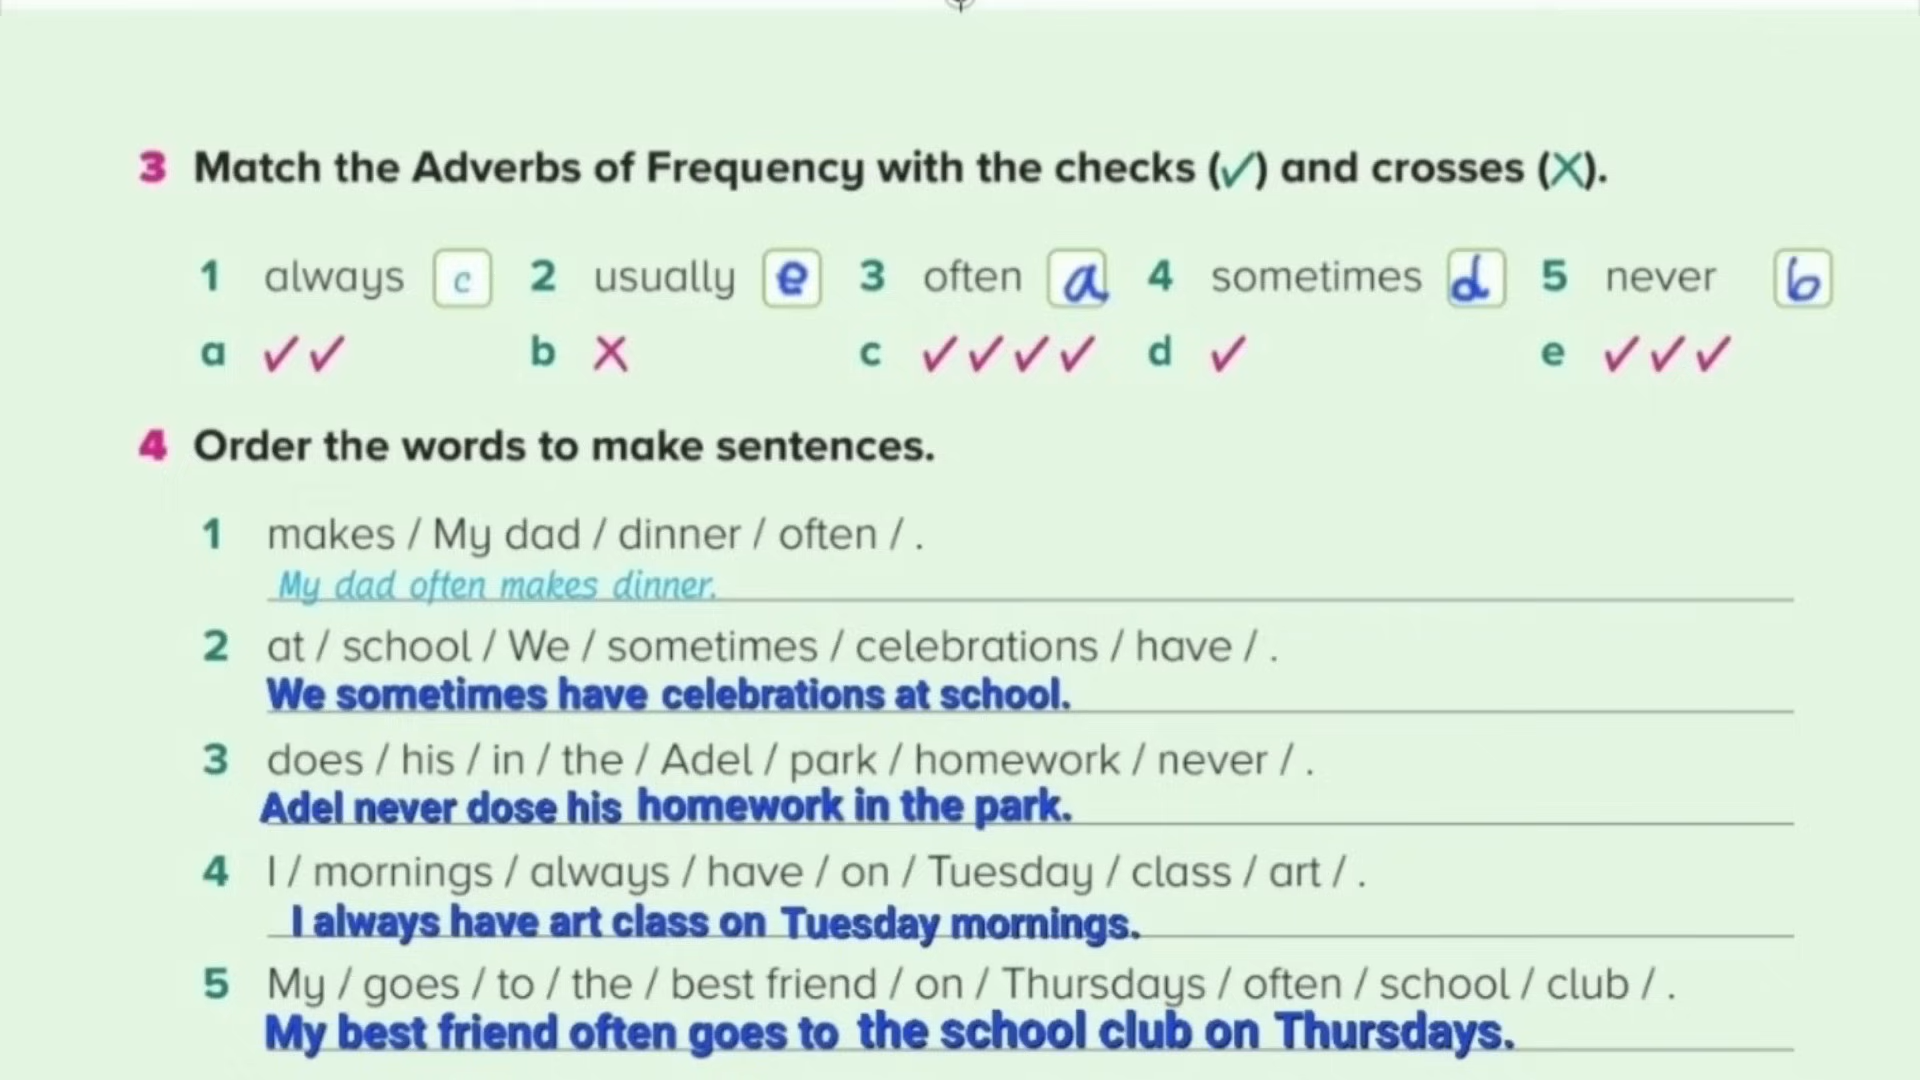 3 Match the Adverbs of Frequency with the checks (✓) and crosses (X).
1 always c 2 usually e 3 often a 4 sometimes d 5 never b
a ✓✓ b X c ✓✓✓✓ d ✓ e ✓✓✓
4 Order the words to make sentences.
1 makes / My dad / dinner / often / .
My dad often makes dinner.
2 at / school / We / sometimes / celebrations / have / .
We sometimes have celebrations at school.
3 does / his / in / the / Adel / park / homework / never / .
Adel never dose his homework in the park.
4 I / mornings / always / have / on / Tuesday / class / art / .
I always have art class on Tuesday mornings.
5 My / goes / to / the / best friend / on / Thursdays / often / school / club / .
My best friend often goes to the school club on Thursdays.